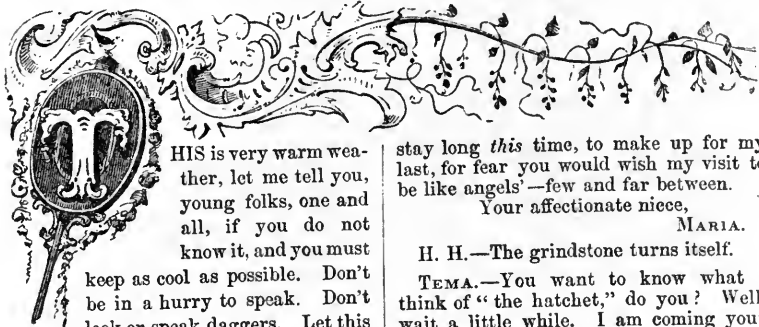 THIS is very warm wea-
ther, let me tell you,
young folks, one and
all, if you do not
know it, and you must
keep as cool as possible. Don't
be in a hurry to speak. Don't
look or speak daggers. Let this
stay long this time, to make up for my
last, for fear you would wish my visit to
be like angels'—few and far between.
Your affectionate niece,
MARIA.
H. H.—The grindstone turns itself.
TEMA.—You want to know what
think of "the hatchet," do you? Well
wait a little while. I am coming you